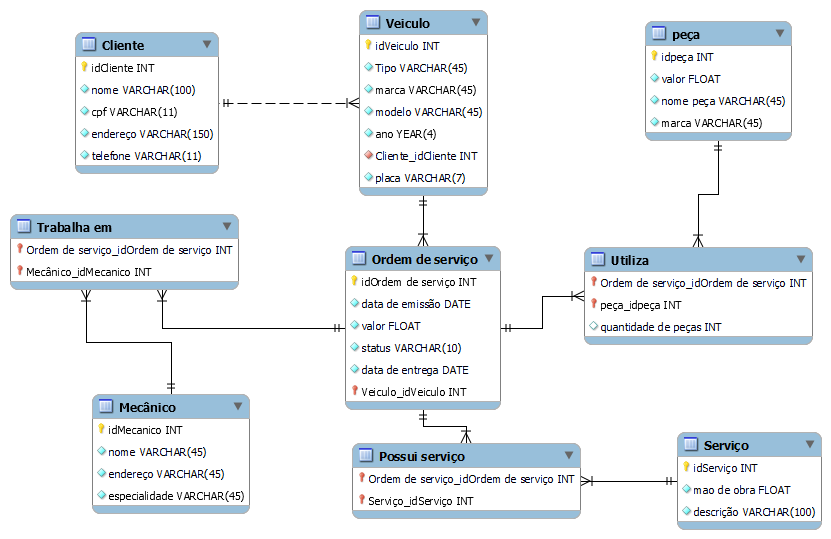 Cliente
idCliente INT
nome VARCHAR(100)
cpf VARCHAR(11)
endereço VARCHAR(150)
telefone VARCHAR(11)
Veiculo
idVeiculo INT
Tipo VARCHAR(45)
marca VARCHAR(45)
modelo VARCHAR(45)
ano YEAR(4)
Cliente_idCliente INT
placa VARCHAR(7)
peça
idpeça INT
valor FLOAT
nome peça VARCHAR(45)
marca VARCHAR(45)
Trabalha em
Ordem de serviço_idOrdem de serviço INT
Mecânico_idMecanico INT
Ordem de serviço
idOrdem de serviço INT
data de emissão DATE
valor FLOAT
status VARCHAR(10)
data de entrega DATE
Veiculo_idVeiculo INT
Utiliza
Ordem de serviço_idOrdem de serviço INT
peça_idpeça INT
quantidade de peças INT
Mecânico
idMecanico INT
nome VARCHAR(45)
endereço VARCHAR(45)
especialidade VARCHAR(45)
Possui serviço
Ordem de serviço_idOrdem de serviço INT
Serviço_idServiço INT
Serviço
idServiço INT
mao de obra FLOAT
descrição VARCHAR(100)